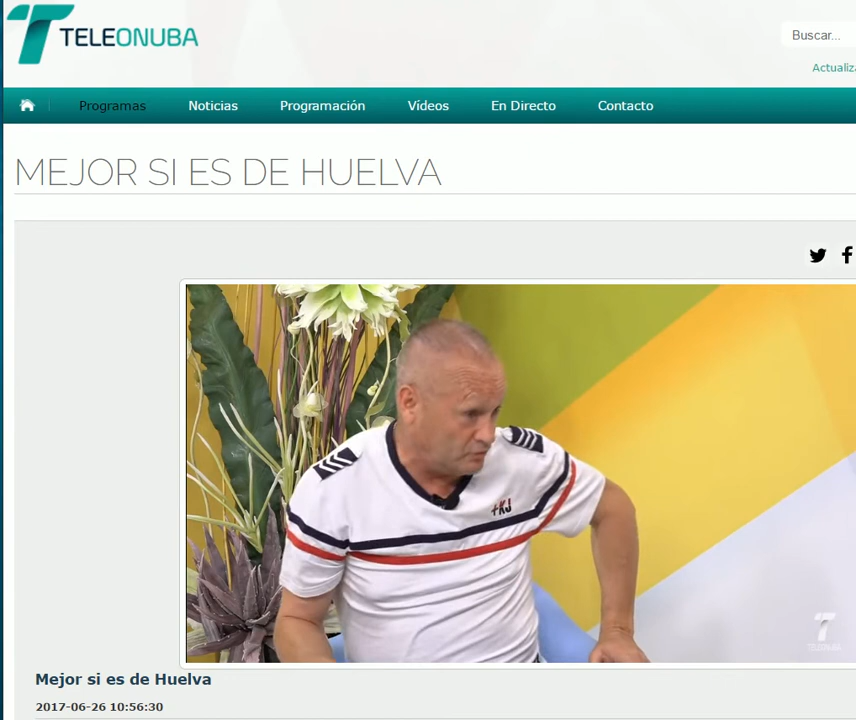 TELEONUBA
Buscar...
Actualiz
Programas Noticias Programación Vídeos En Directo Contacto
MEJOR SI ES DE HUELVA
+KJ
TELEONUBA
Mejor si es de Huelva
2017-06-26 10:56:30